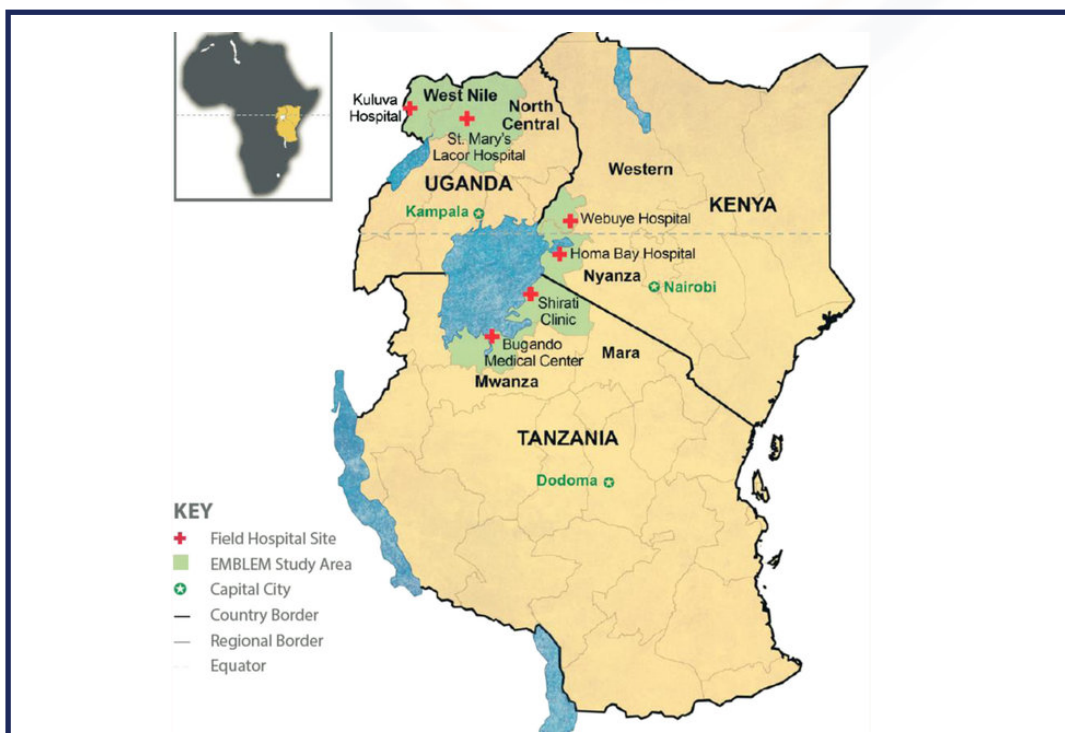 Kuluva
Hospital
West Nile
North
Central
St. Mary's
Lacor Hospital
UGANDA
Western
KENYA
Kampala
Webuye Hospital
Homa Bay Hospital
Nyanza
Nairobi
Shirati
Clinic
Bugando
Medical Center
Mara
Mwanza
TANZANIA
Dodoma
KEY
Field Hospital Site
EMBLEM Study Area
Capital City
Country Border
Regional Border
Equator